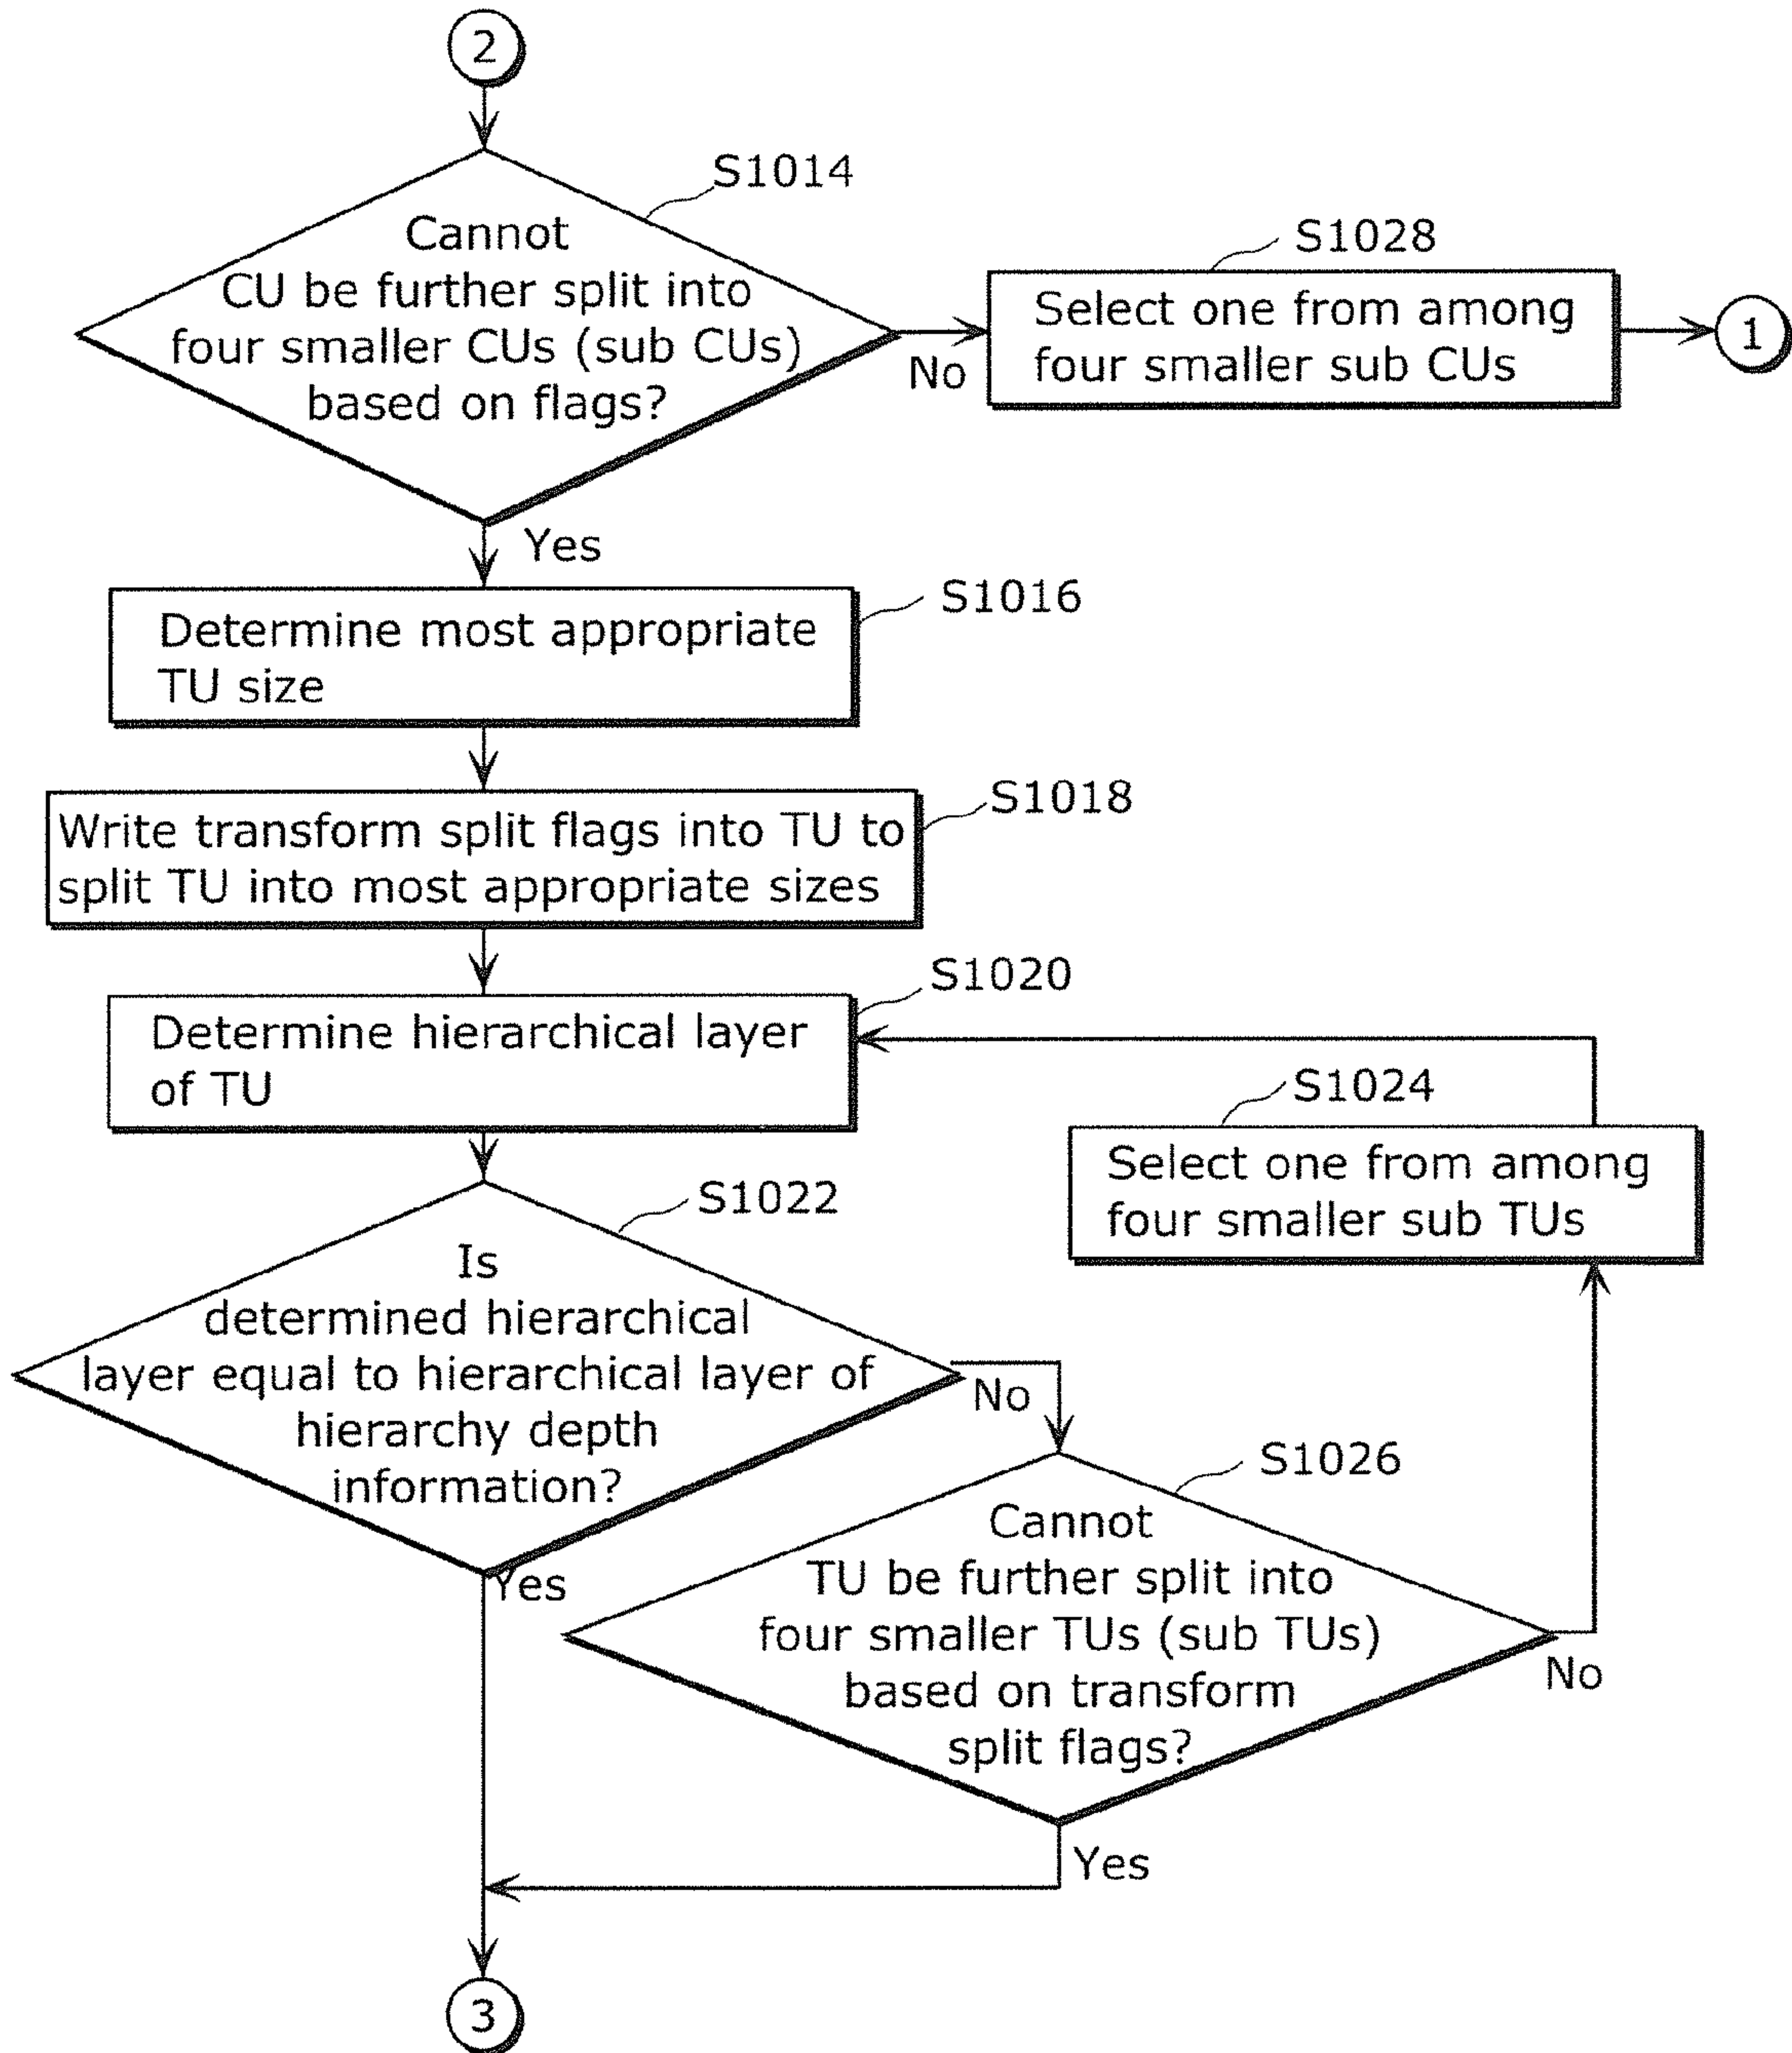 2
S1014
Cannot
CU be further split into
four smaller CUs (sub CUs)
based on flags?
No
S1028
Select one from among
four smaller sub CUs
1
Yes
S1016
Determine most appropriate
TU size
S1018
Write transform split flags into TU to
split TU into most appropriate sizes
S1020
Determine hierarchical layer
of TU
S1024
Select one from among
four smaller sub TUs
S1022
Is
determined hierarchical
layer equal to hierarchical layer of
hierarchy depth
information?
No
Yes
S1026
Cannot
TU be further split into
four smaller TUs (sub TUs)
based on transform
split flags?
No
Yes
3